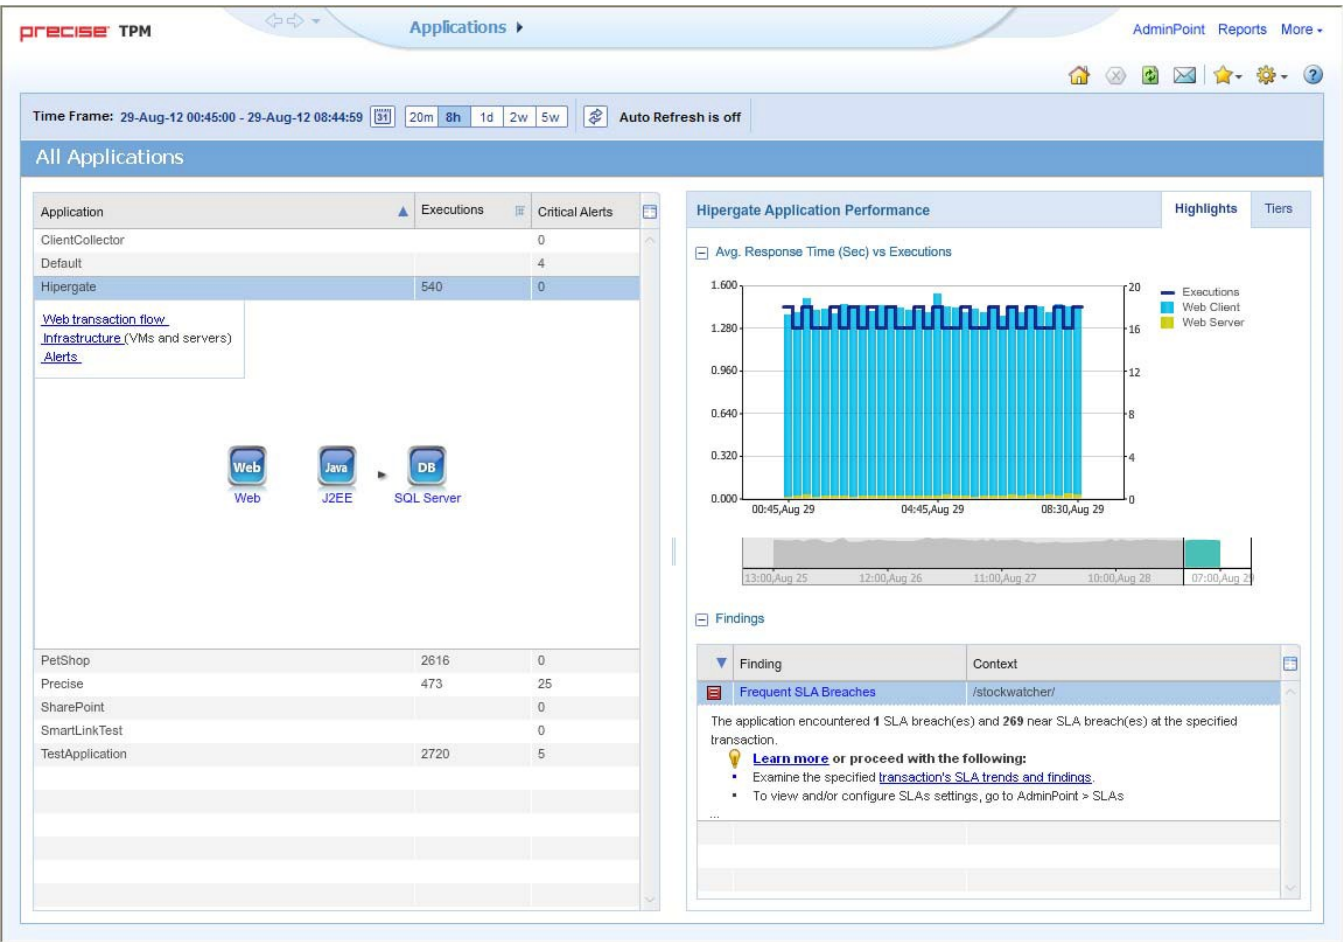 precise TPM
Applications
AdminPoint Reports More
Time Frame: 29-Aug-12 00:45:00 - 29-Aug-12 08:44:59 31 20m 8h 1d 2w 5w Auto Refresh is off
All Applications
Application Executions Critical Alerts
ClientCollector 0
Default 4
Hipergate 540 0
Web transaction flow
Infrastructure (VMs and servers)
Alerts
Web Java DB
Web J2EE SQL Server
PetShop 2616 0
Precise 473 25
SharePoint 0
SmartLinkTest 0
TestApplication 2720 5
Hipergate Application Performance Highlights Tiers
Avg. Response Time (Sec) vs Executions
1.600 20 Executions
Web Client
1.280 16 Web Server
0.960 12
0.640 8
0.320 4
0.000 0
00:45,Aug 29 04:45,Aug 29 08:30,Aug 29
13:00,Aug 25 12:00,Aug 26 11:00,Aug 27 10:00,Aug 28 07:00,Aug 29
Findings
Finding Context
Frequent SLA Breaches /stockwatcher/
The application encountered 1 SLA breach(es) and 269 near SLA breach(es) at the specified
transaction.
Learn more or proceed with the following:
▪ Examine the specified transaction's SLA trends and findings.
▪ To view and/or configure SLAs settings, go to AdminPoint > SLAs
...